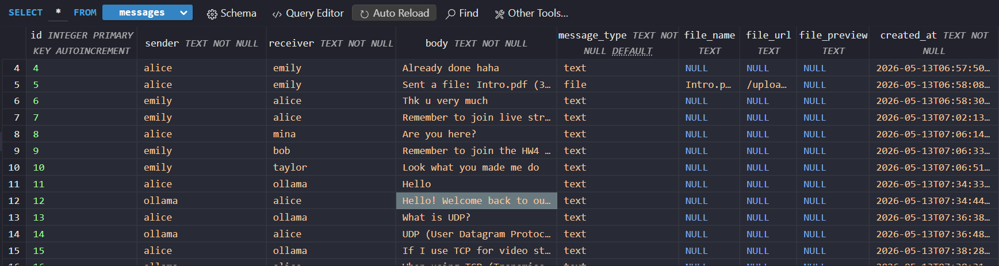 SELECT * FROM messages Schema Query Editor Auto Reload Find Other Tools...
id INTEGER PRIMARY KEY AUTOINCREMENT sender TEXT NOT NULL receiver TEXT NOT NULL body TEXT NOT NULL message_type TEXT NOT NULL DEFAULT file_name TEXT file_url TEXT file_preview TEXT created_at TEXT NOT NULL
4 4 alice emily Already done haha text NULL NULL NULL 2026-05-13T06:57:50…
5 5 alice emily Sent a file: Intro.pdf (3… file Intro.p… /uploa… NULL 2026-05-13T06:58:08…
6 6 emily alice Thk u very much text NULL NULL NULL 2026-05-13T06:58:30…
7 7 emily alice Remember to join live str… text NULL NULL NULL 2026-05-13T07:02:13…
8 8 alice mina Are you here? text NULL NULL NULL 2026-05-13T07:06:14…
9 9 emily bob Remember to join the HW4 … text NULL NULL NULL 2026-05-13T07:06:33…
10 10 emily taylor Look what you made me do text NULL NULL NULL 2026-05-13T07:06:51…
11 11 alice ollama Hello text NULL NULL NULL 2026-05-13T07:34:33…
12 12 ollama alice Hello! Welcome back to ou… text NULL NULL NULL 2026-05-13T07:34:44…
13 13 alice ollama What is UDP? text NULL NULL NULL 2026-05-13T07:36:38…
14 14 ollama alice UDP (User Datagram Protoc… text NULL NULL NULL 2026-05-13T07:36:48…
15 15 alice ollama If I use TCP for video st… text NULL NULL NULL 2026-05-13T07:38:28…